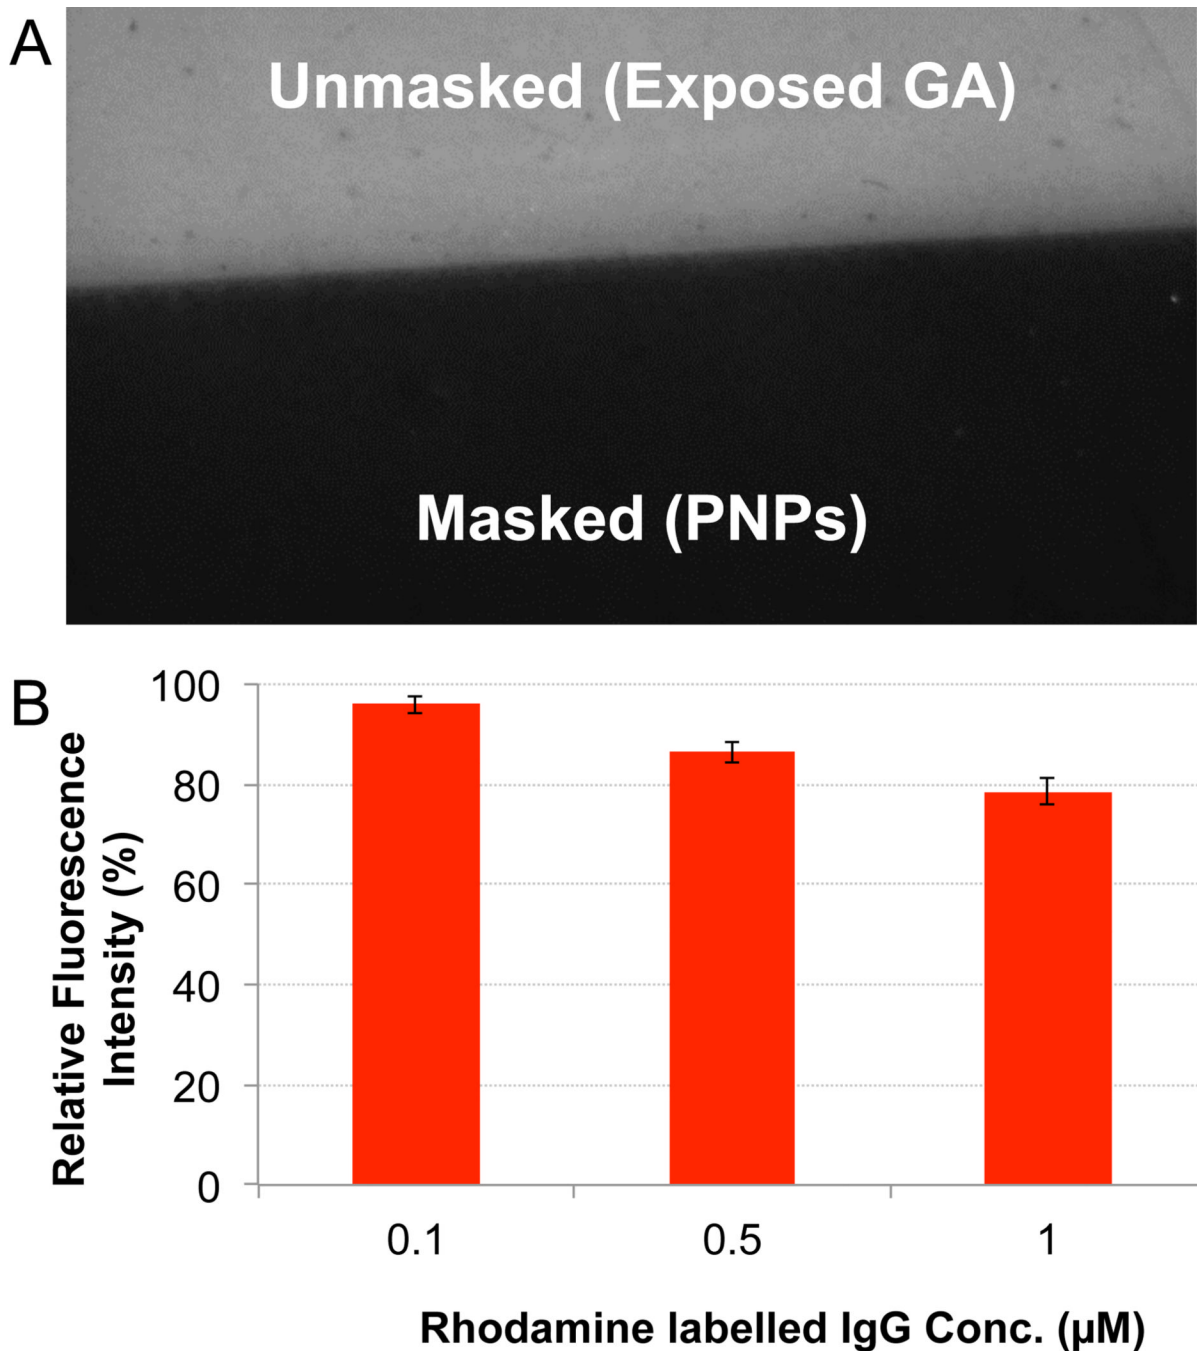 A
Unmasked (Exposed GA)
Masked (PNPs)
B
Relative Fluorescence
Intensity (%)
100
80
60
40
20
0
0.1 0.5 1
Rhodamine labelled IgG Conc. (µM)